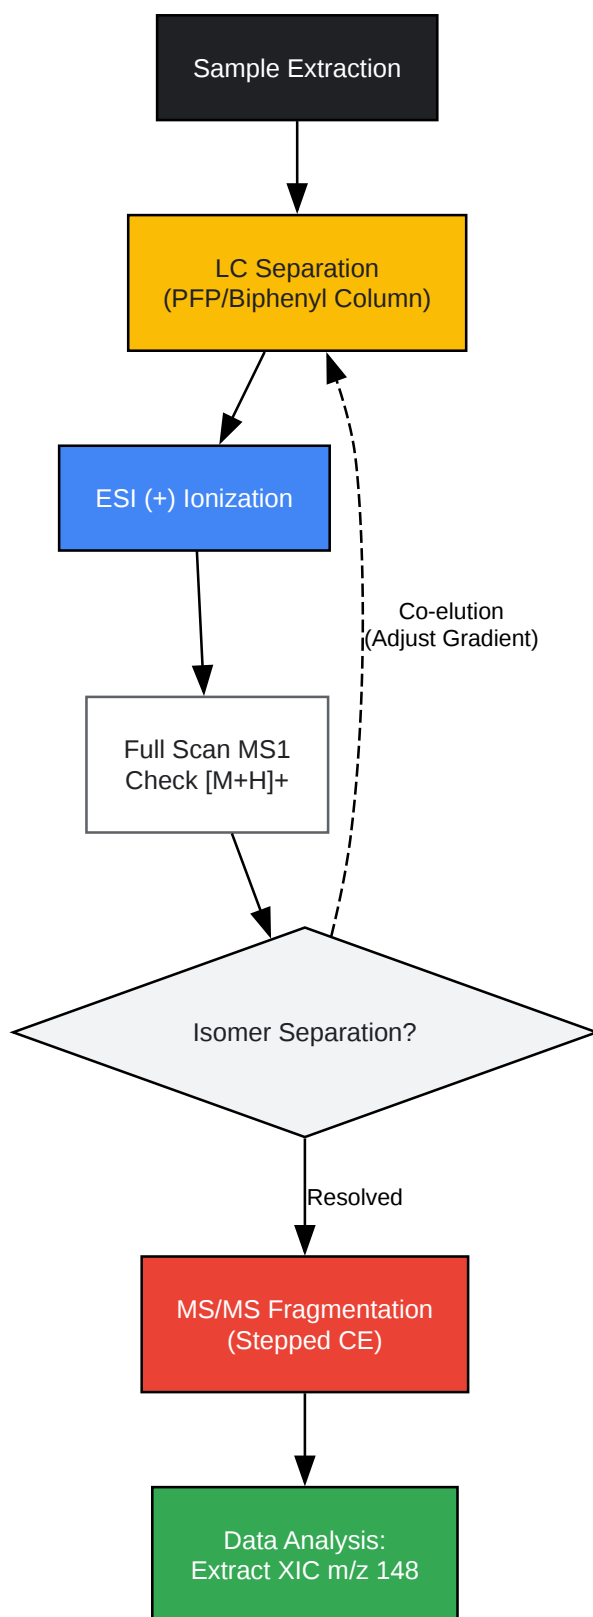 Sample Extraction
LC Separation
(PFP/Biphenyl Column)
ESI (+) Ionization
Co-elution
(Adjust Gradient)
Full Scan MS1
Check [M+H]+
Isomer Separation?
Resolved
MS/MS Fragmentation
(Stepped CE)
Data Analysis:
Extract XIC m/z 148